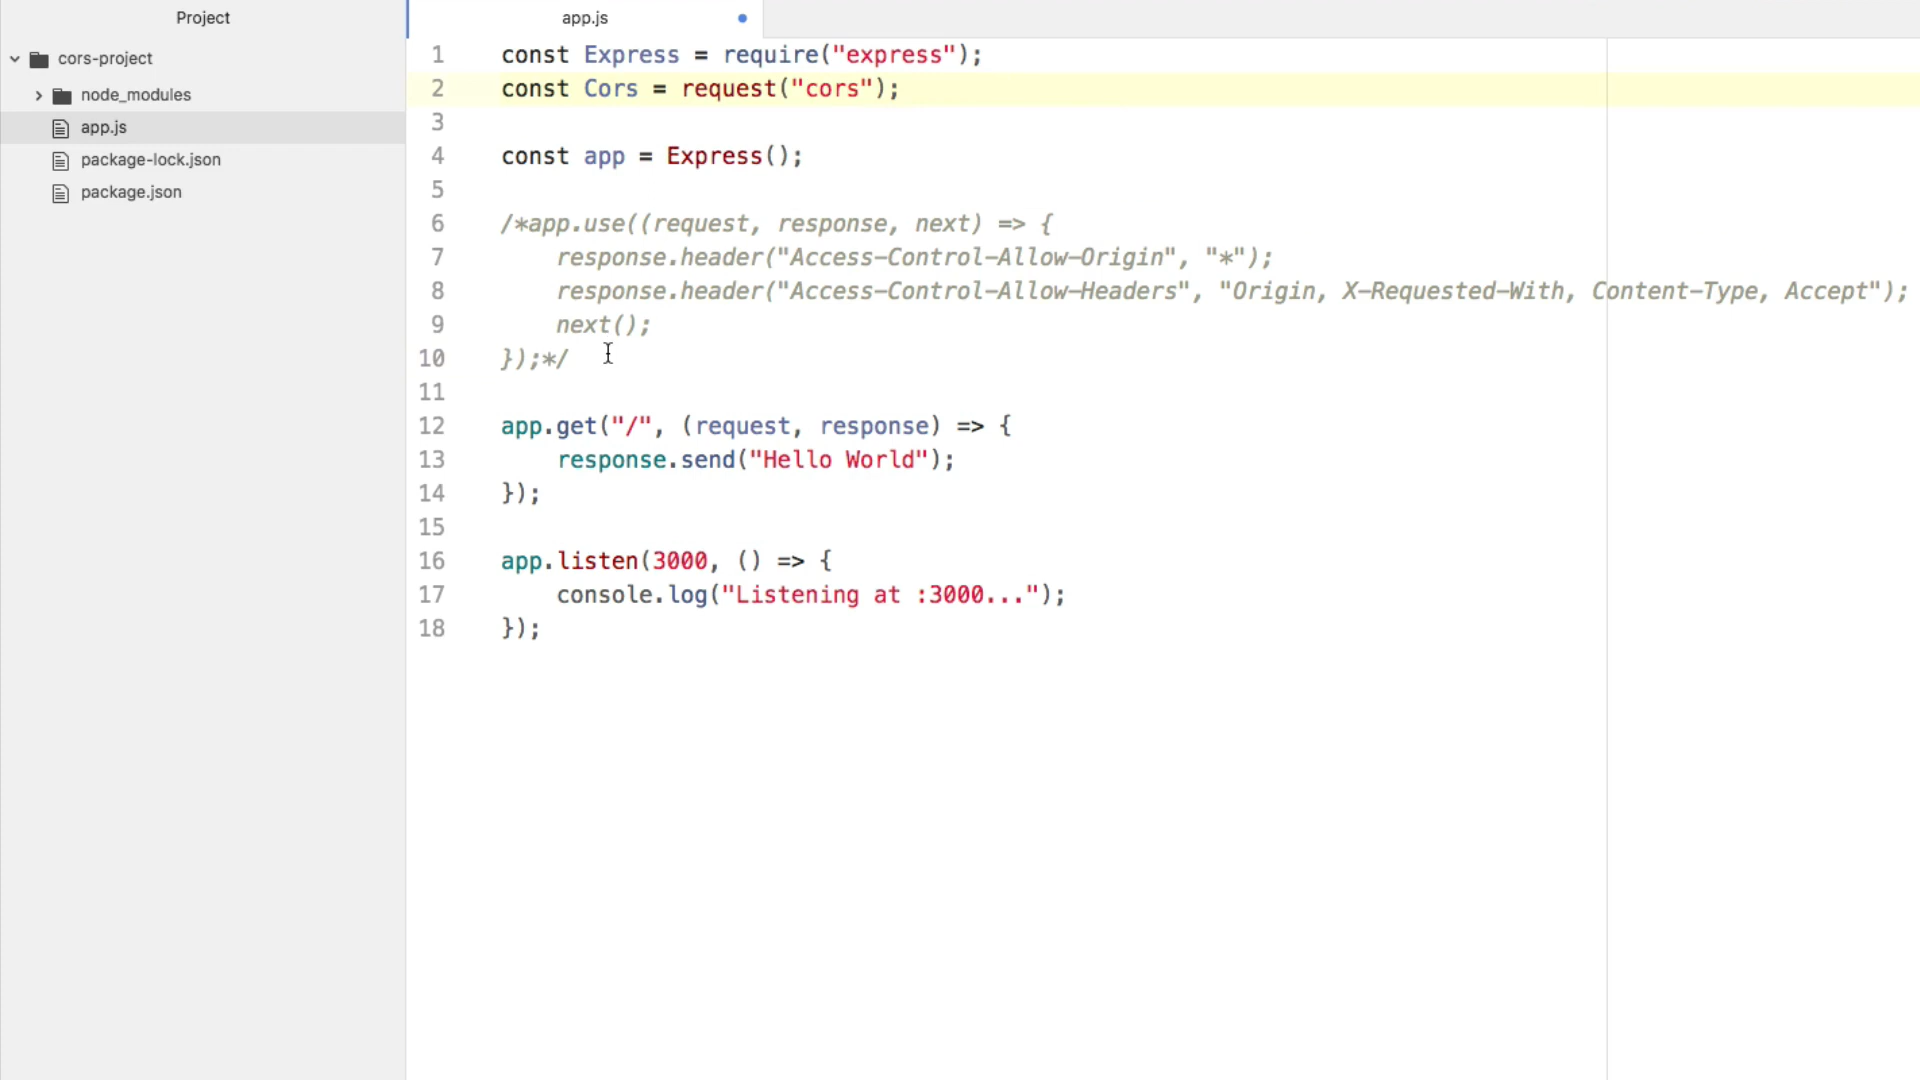 Project
app.js
cors-project
node_modules
app.js
package-lock.json
package.json
1 const Express = require("express");
2 const Cors = request("cors");
3
4 const app = Express();
5
6 /*app.use((request, response, next) => {
7 response.header("Access-Control-Allow-Origin", "*");
8 response.header("Access-Control-Allow-Headers", "Origin, X-Requested-With, Content-Type, Accept");
9 next();
10 });*/
11
12 app.get("/", (request, response) => {
13 response.send("Hello World");
14 });
15
16 app.listen(3000, () => {
17 console.log("Listening at :3000...");
18 });